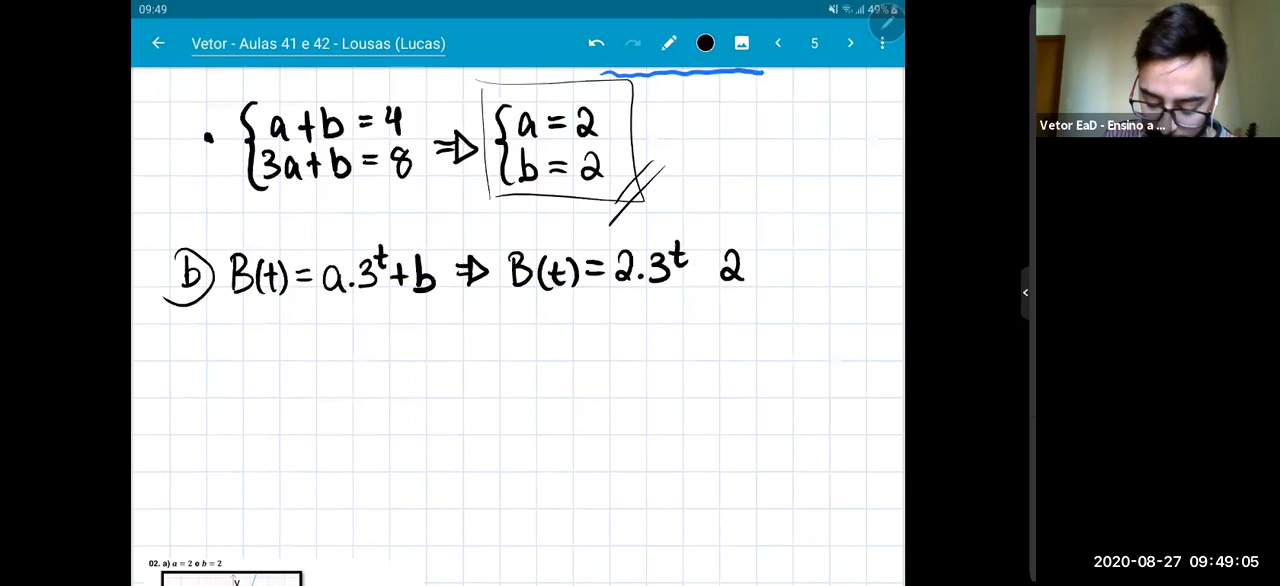 09:49
49%
Vetor - Aulas 41 e 42 - Lousas (Lucas)
5
a+b = 4
3a+b = 8
⇒
a = 2
b = 2
b) B(t) = a.3^t + b ⇒ B(t) = 2.3^t 2
02. a) a = 2 e b = 2
y
Vetor EaD - Ensino a ...
2020-08-27 09:49:05